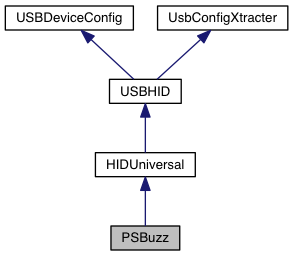 USBDeviceConfig
UsbConfigXtracter
USBHID
HIDUniversal
PSBuzz